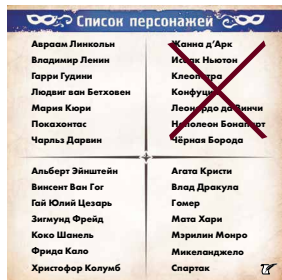 Список персонажей
Авраам Линкольн
Владимир Ленин
Гарри Гудини
Людвиг ван Бетховен
Мария Кюри
Покахонтас
Чарльз Дарвин
Жанна д’Арк
Исаак Ньютон
Клеопатра
Конфуций
Леонардо да Винчи
Наполеон Бонапарт
Чёрная Борода
Альберт Эйнштейн
Винсент Ван Гог
Гай Юлий Цезарь
Зигмунд Фрейд
Коко Шанель
Фрида Кало
Христофор Колумб
Агата Кристи
Влад Дракула
Гомер
Мата Хари
Мэрилин Монро
Микеланджело
Спартак